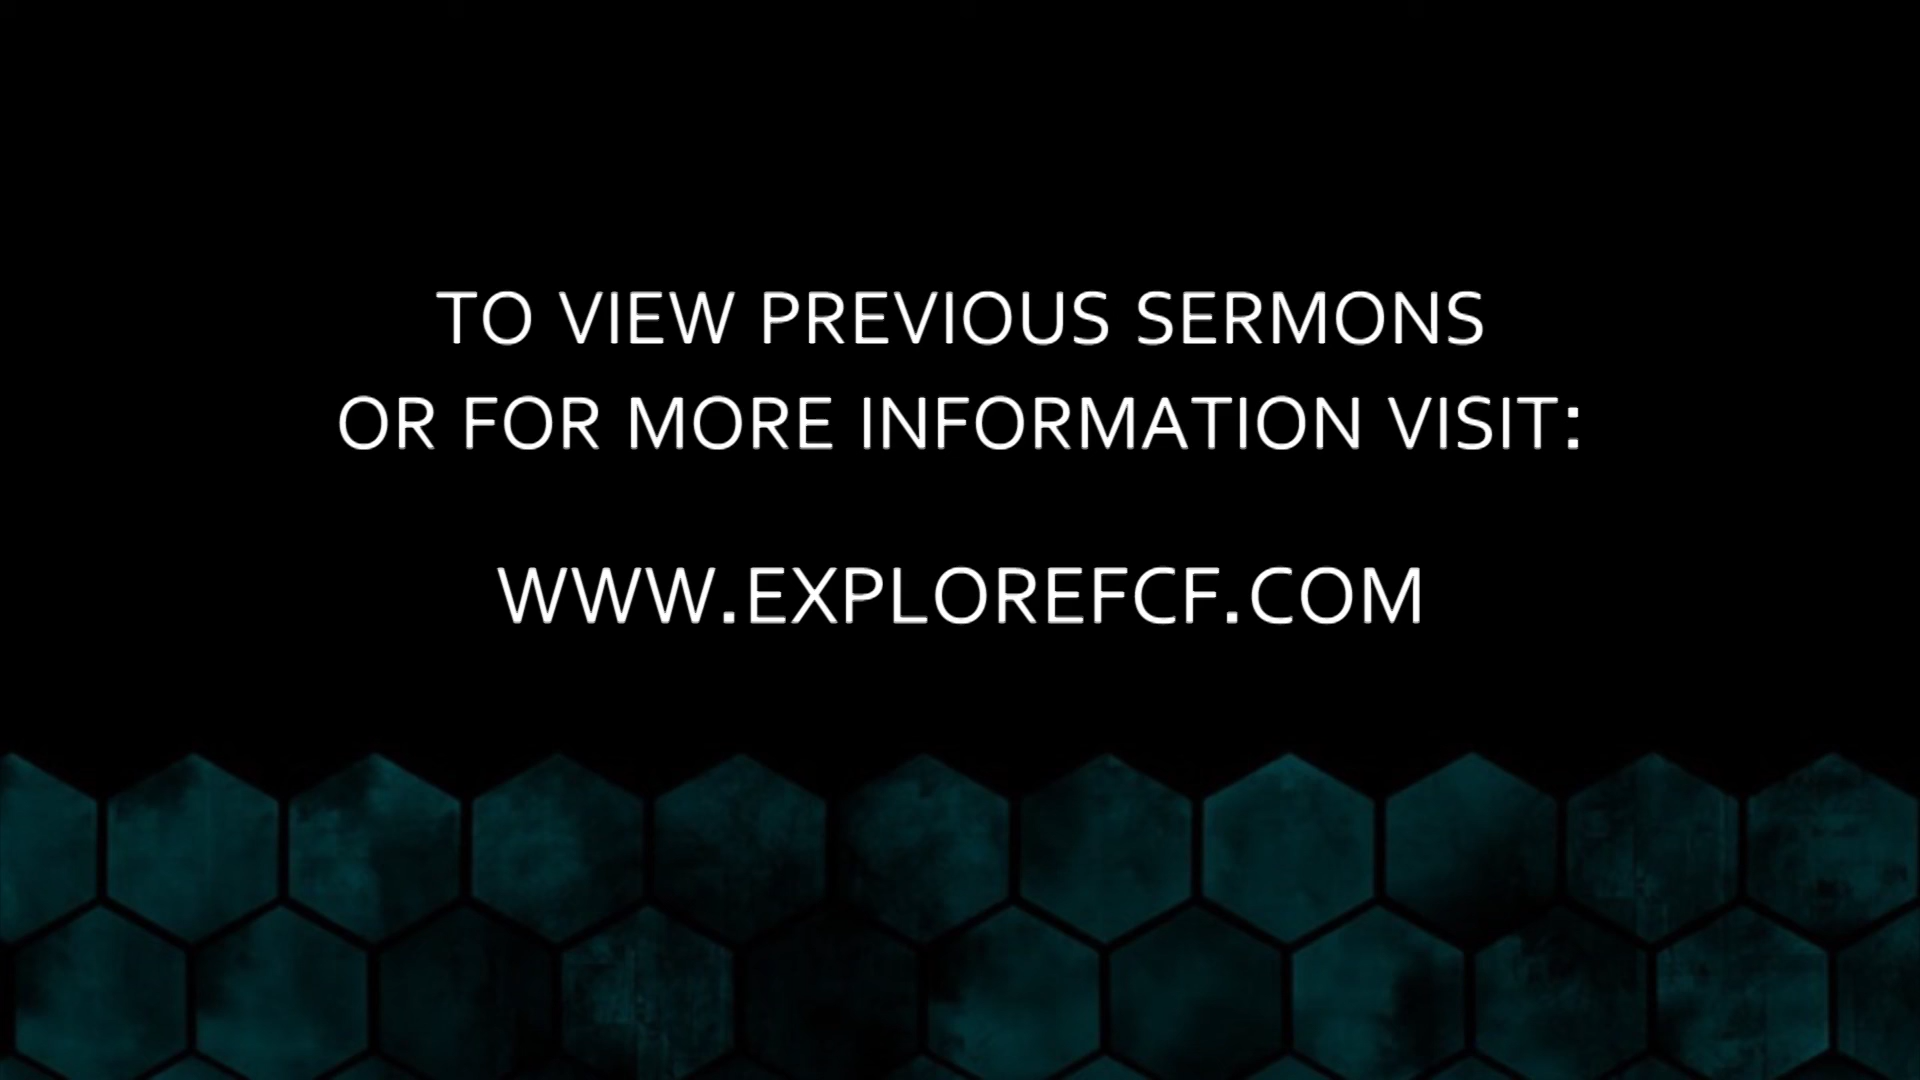 TO VIEW PREVIOUS SERMONS
OR FOR MORE INFORMATION VISIT:
WWW.EXPLOREFCF.COM